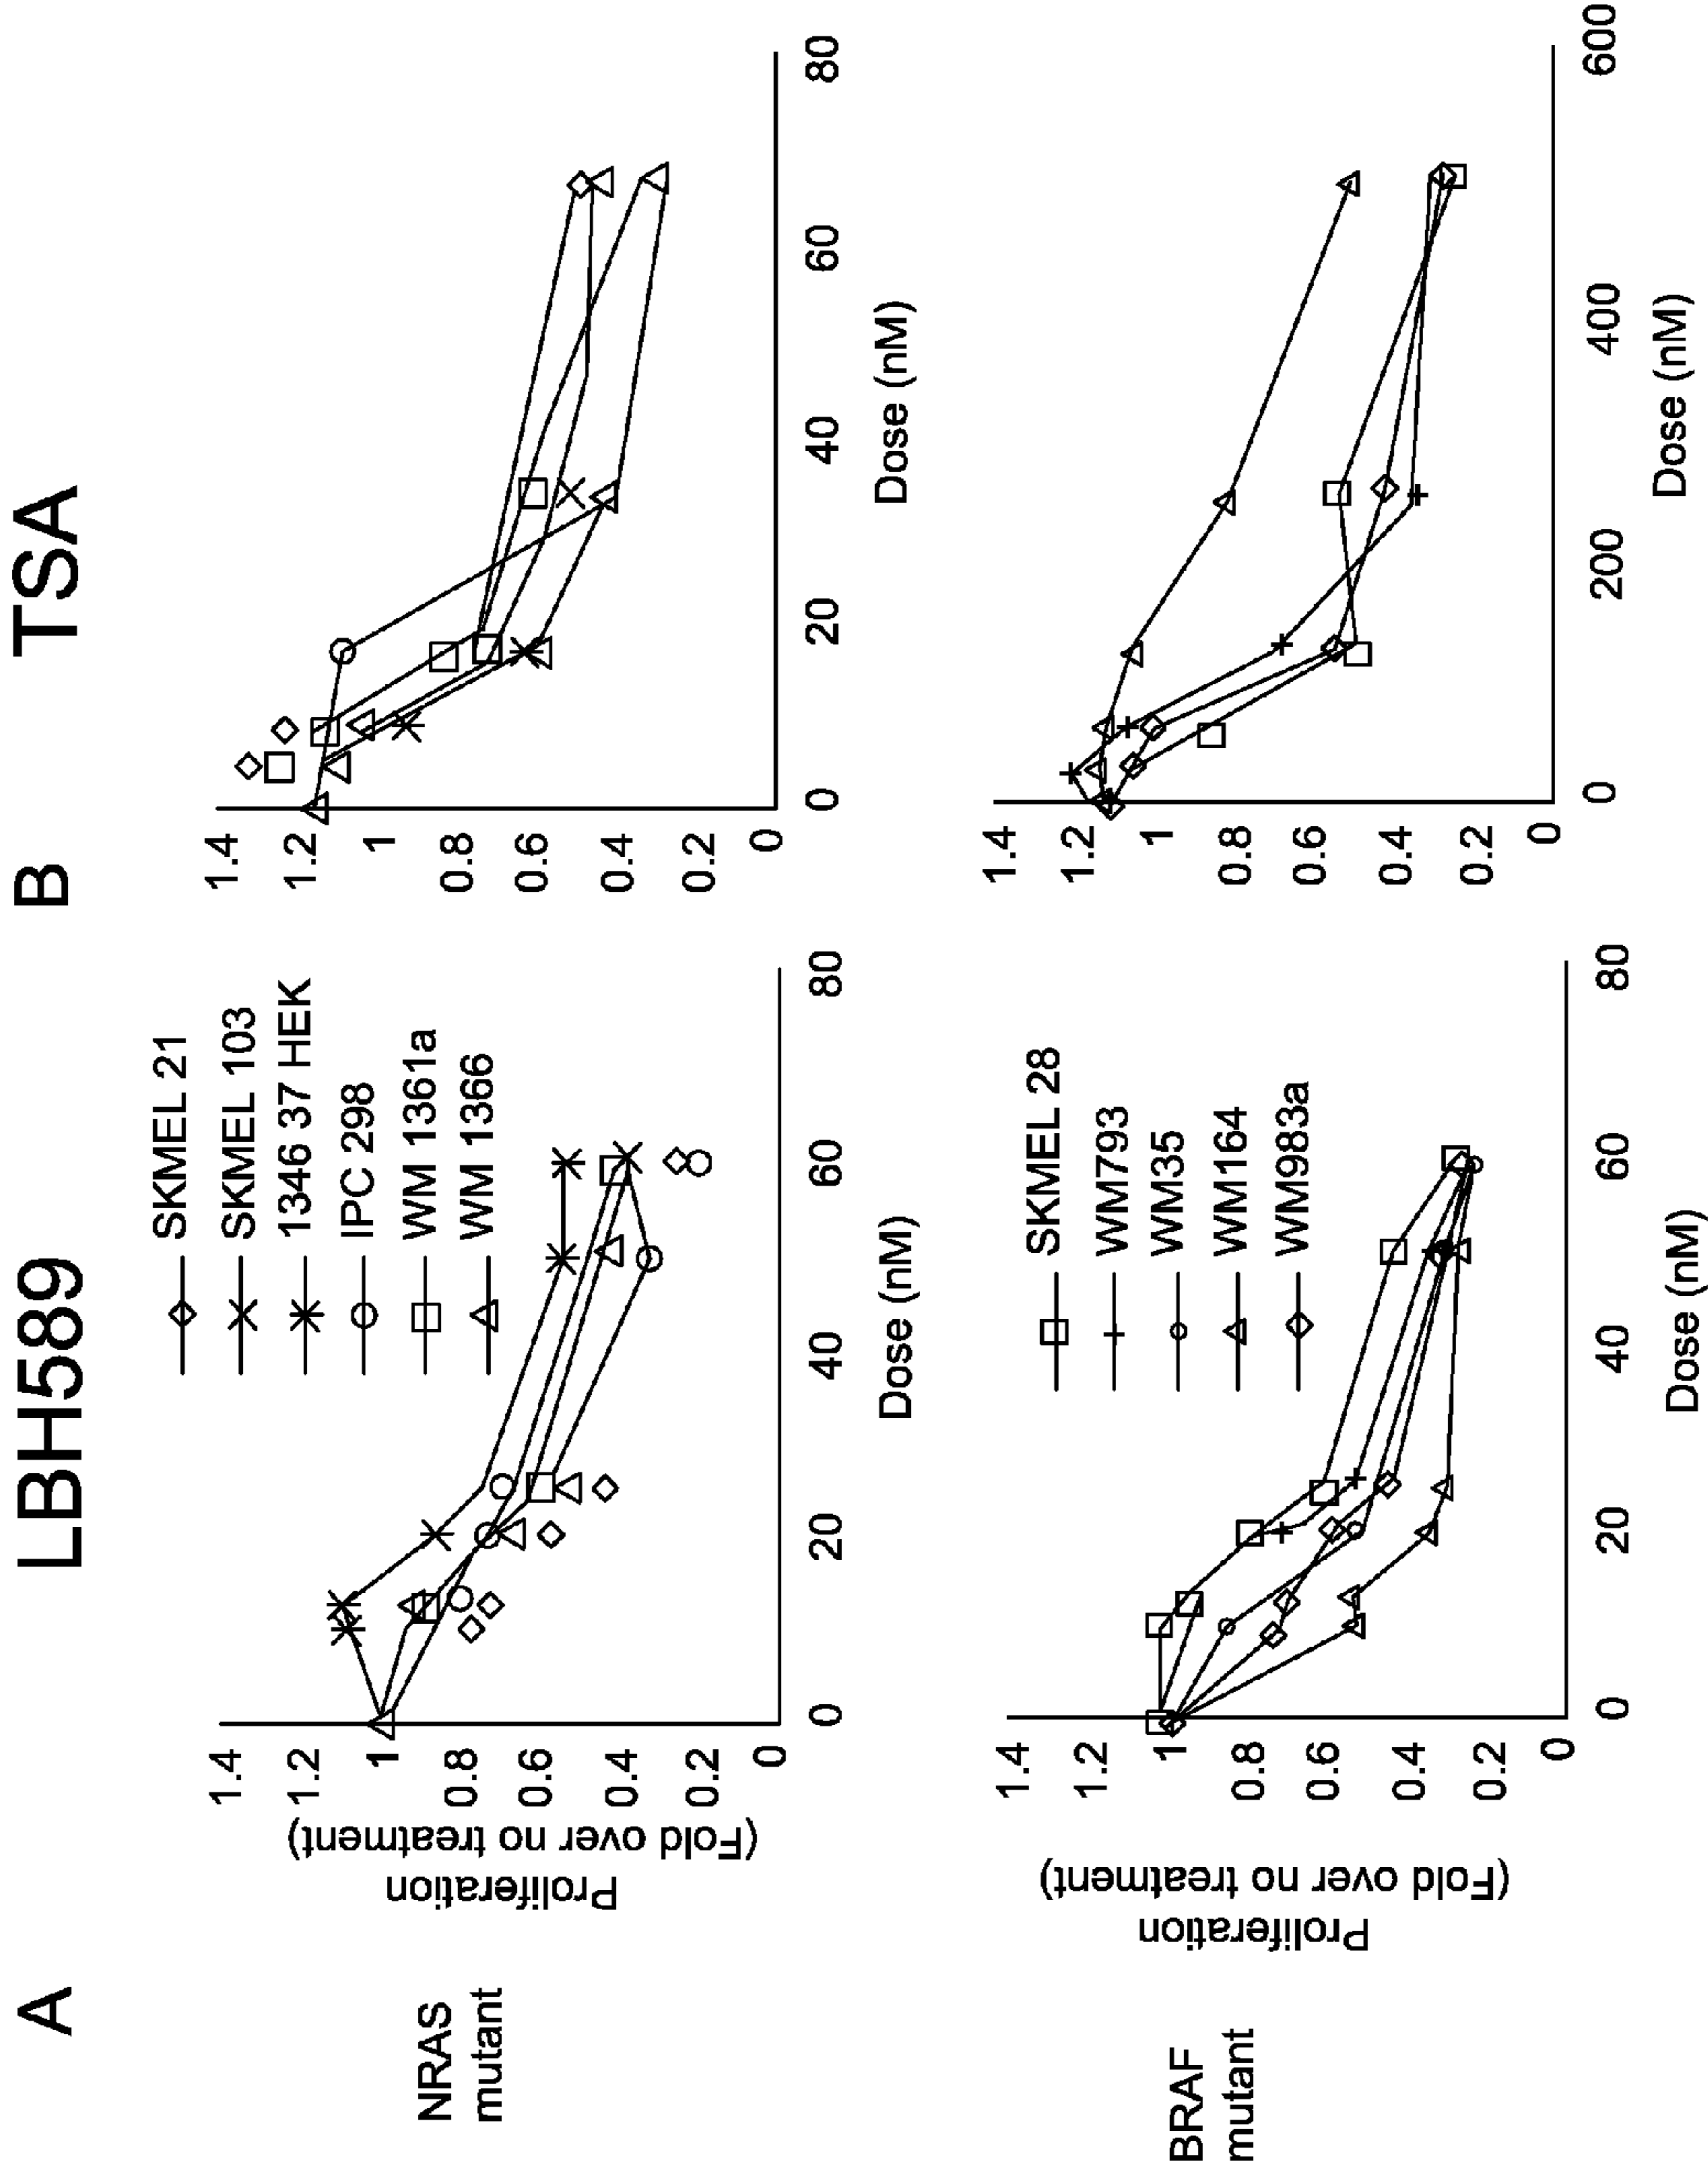 A
LBH589
B
TSA
NRAS
mutant
Proliferation
(Fold over no treatment)
1.4
1.2
1
0.8
0.6
0.4
0.2
0
SKMEL 21
SKMEL 103
1346 37 HEK
IPC 298
WM 1361a
WM 1366
0
20
40
60
80
Dose (nM)
1.4
1.2
1
0.8
0.6
0.4
0.2
0
0
20
40
60
80
Dose (nM)
BRAF
mutant
Proliferation
(Fold over no treatment)
1.4
1.2
1
0.8
0.6
0.4
0.2
0
SKMEL 28
WM793
WM35
WM164
WM983a
0
20
40
60
80
Dose (nM)
1.4
1.2
1
0.8
0.6
0.4
0.2
0
0
200
400
600
Dose (nM)